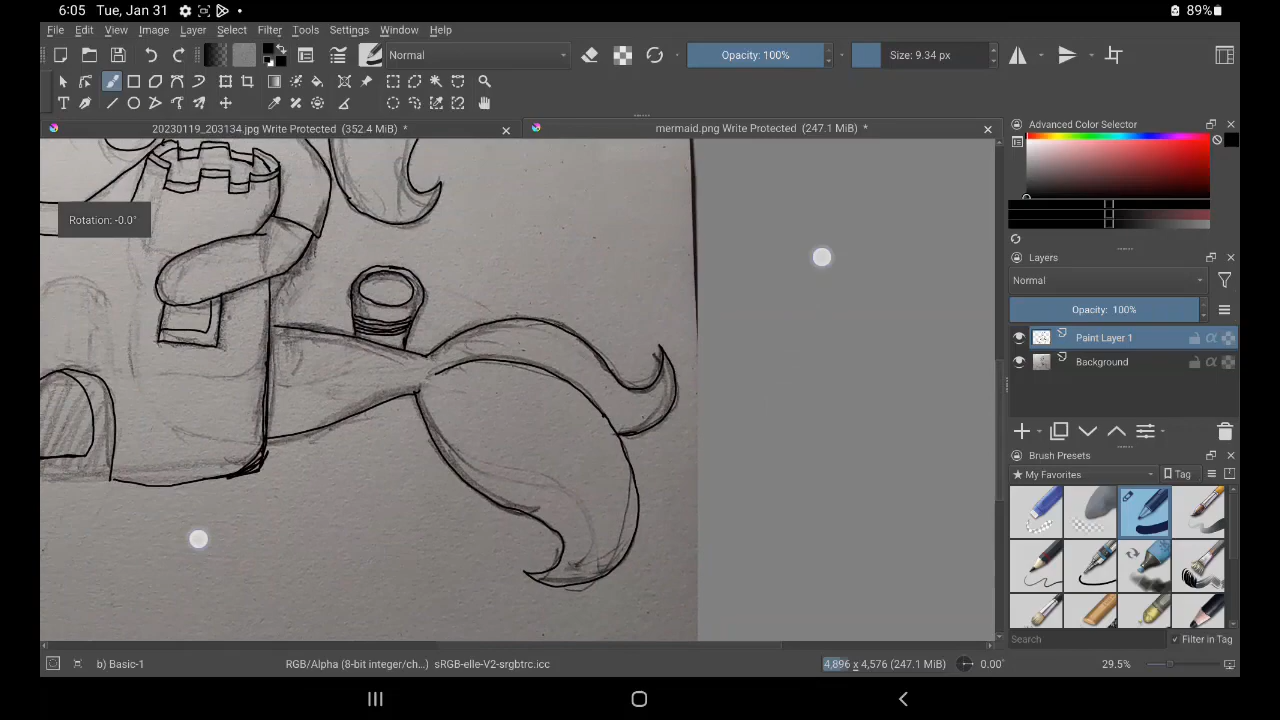 6:05 Tue, Jan 31 89%
File Edit View Image Layer Select Filter Tools Settings Window Help
Normal Opacity: 100% Size: 9.34 px
20230119_203134.jpg Write Protected (352.4 MiB) * mermaid.png Write Protected (247.1 MiB) *
Advanced Color Selector
Rotation: -0.0°
Layers
Normal
Opacity: 100%
Paint Layer 1
Background
Brush Presets
★ My Favorites Tag
Search Filter in Tag
b) Basic-1 RGB/Alpha (8-bit integer/ch...) sRGB-elle-V2-srgbtrc.icc 4,896 x 4,576 (247.1 MiB) 0.00° 29.5%